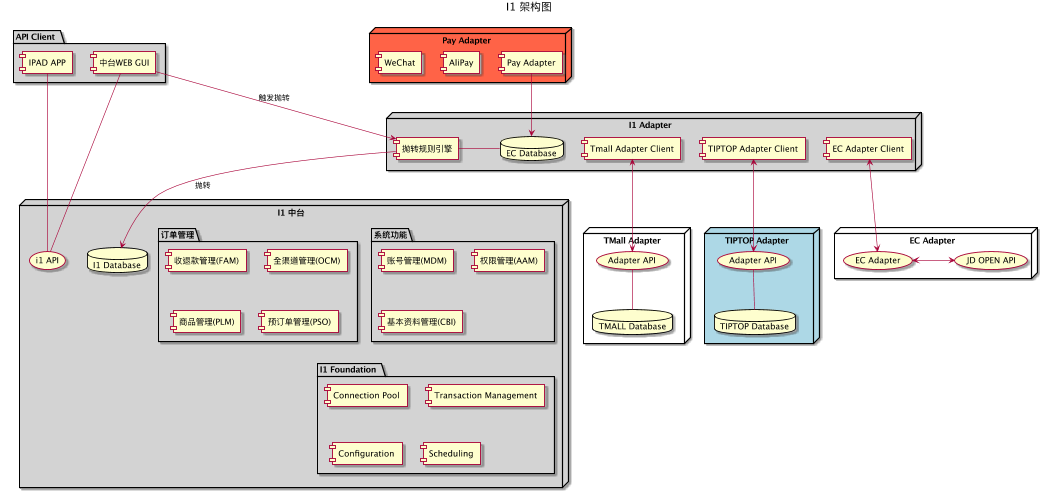 I1 架构图
API Client
IPAD APP
中台WEB GUI
Pay Adapter
WeChat
AliPay
Pay Adapter
触发抛转
I1 Adapter
抛转规则引擎
EC Database
Tmall Adapter Client
TIPTOP Adapter Client
EC Adapter Client
抛转
I1 中台
i1 API
I1 Database
订单管理
收退款管理(FAM)
全渠道管理(OCM)
商品管理(PLM)
预订单管理(PSO)
系统功能
账号管理(MDM)
权限管理(AAM)
基本资料管理(CBI)
I1 Foundation
Connection Pool
Transaction Management
Configuration
Scheduling
TMall Adapter
Adapter API
TMALL Database
TIPTOP Adapter
Adapter API
TIPTOP Database
EC Adapter
EC Adapter
JD OPEN API